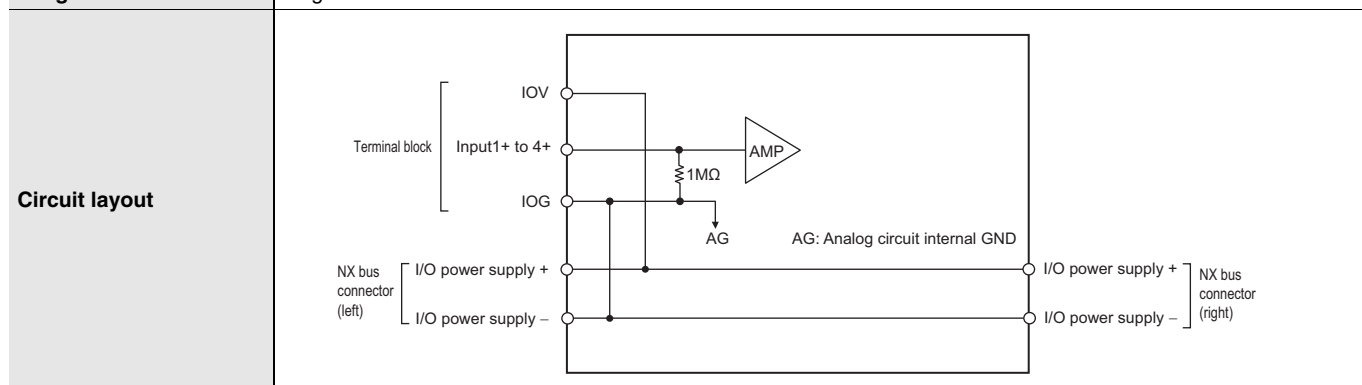 Circuit layout
IOV
Terminal block
Input1+ to 4+
AMP
1MΩ
IOG
AG
AG: Analog circuit internal GND
NX bus
connector
(left)
I/O power supply +
I/O power supply –
I/O power supply +
I/O power supply –
NX bus
connector
(right)